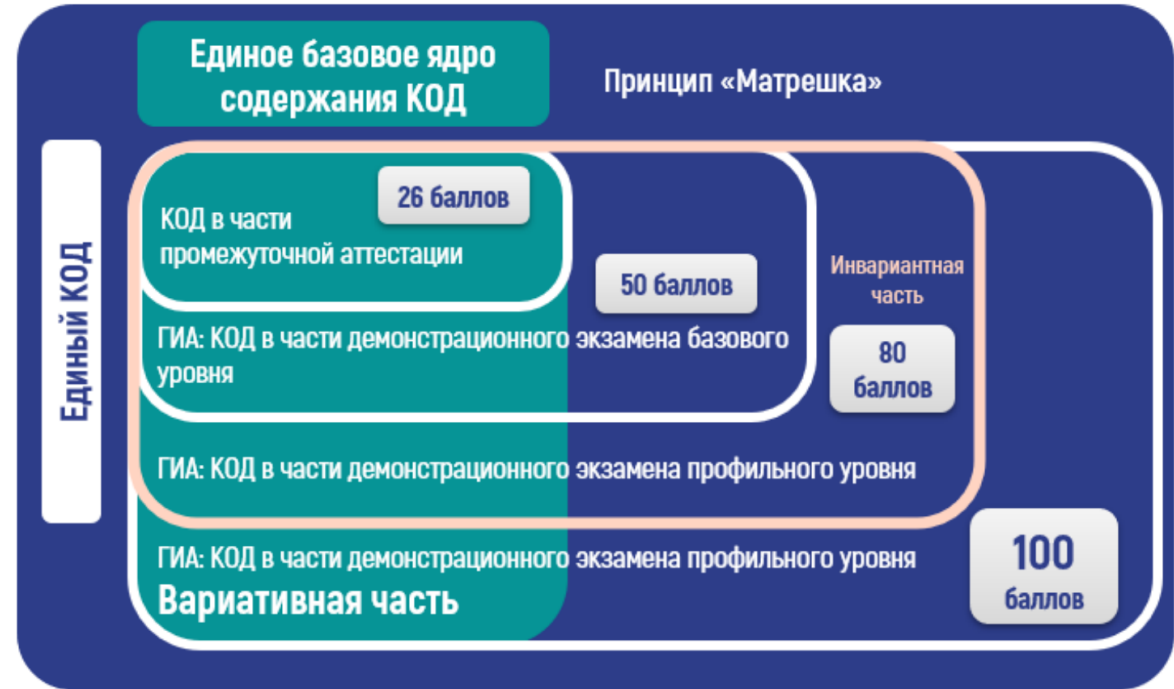 Единое базовое ядро
содержания КОД
Принцип «Матрешка»
Единый КОД
26 баллов
КОД в части
промежуточной аттестации
50 баллов
ГИА: КОД в части демонстрационного экзамена базового
уровня
Инвариантная
часть
80
баллов
ГИА: КОД в части демонстрационного экзамена профильного уровня
ГИА: КОД в части демонстрационного экзамена профильного уровня
Вариативная часть
100
баллов